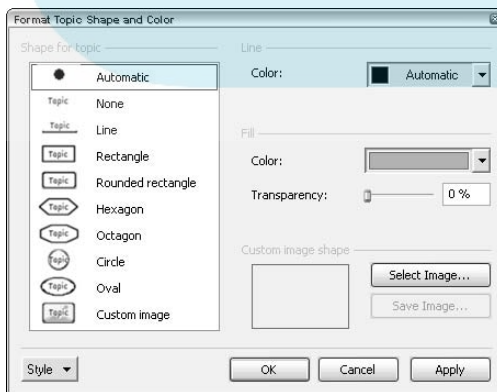 Format Topic Shape and Color
Shape for topic
Automatic
Topic None
Topic Line
Topic Rectangle
Topic Rounded rectangle
Topic Hexagon
Topic Octagon
Topic Circle
Topic Oval
Topic Custom image
Line
Color: Automatic
Fill
Color:
Transparency: 0 %
Custom image shape
Select Image...
Save Image...
Style OK Cancel Apply